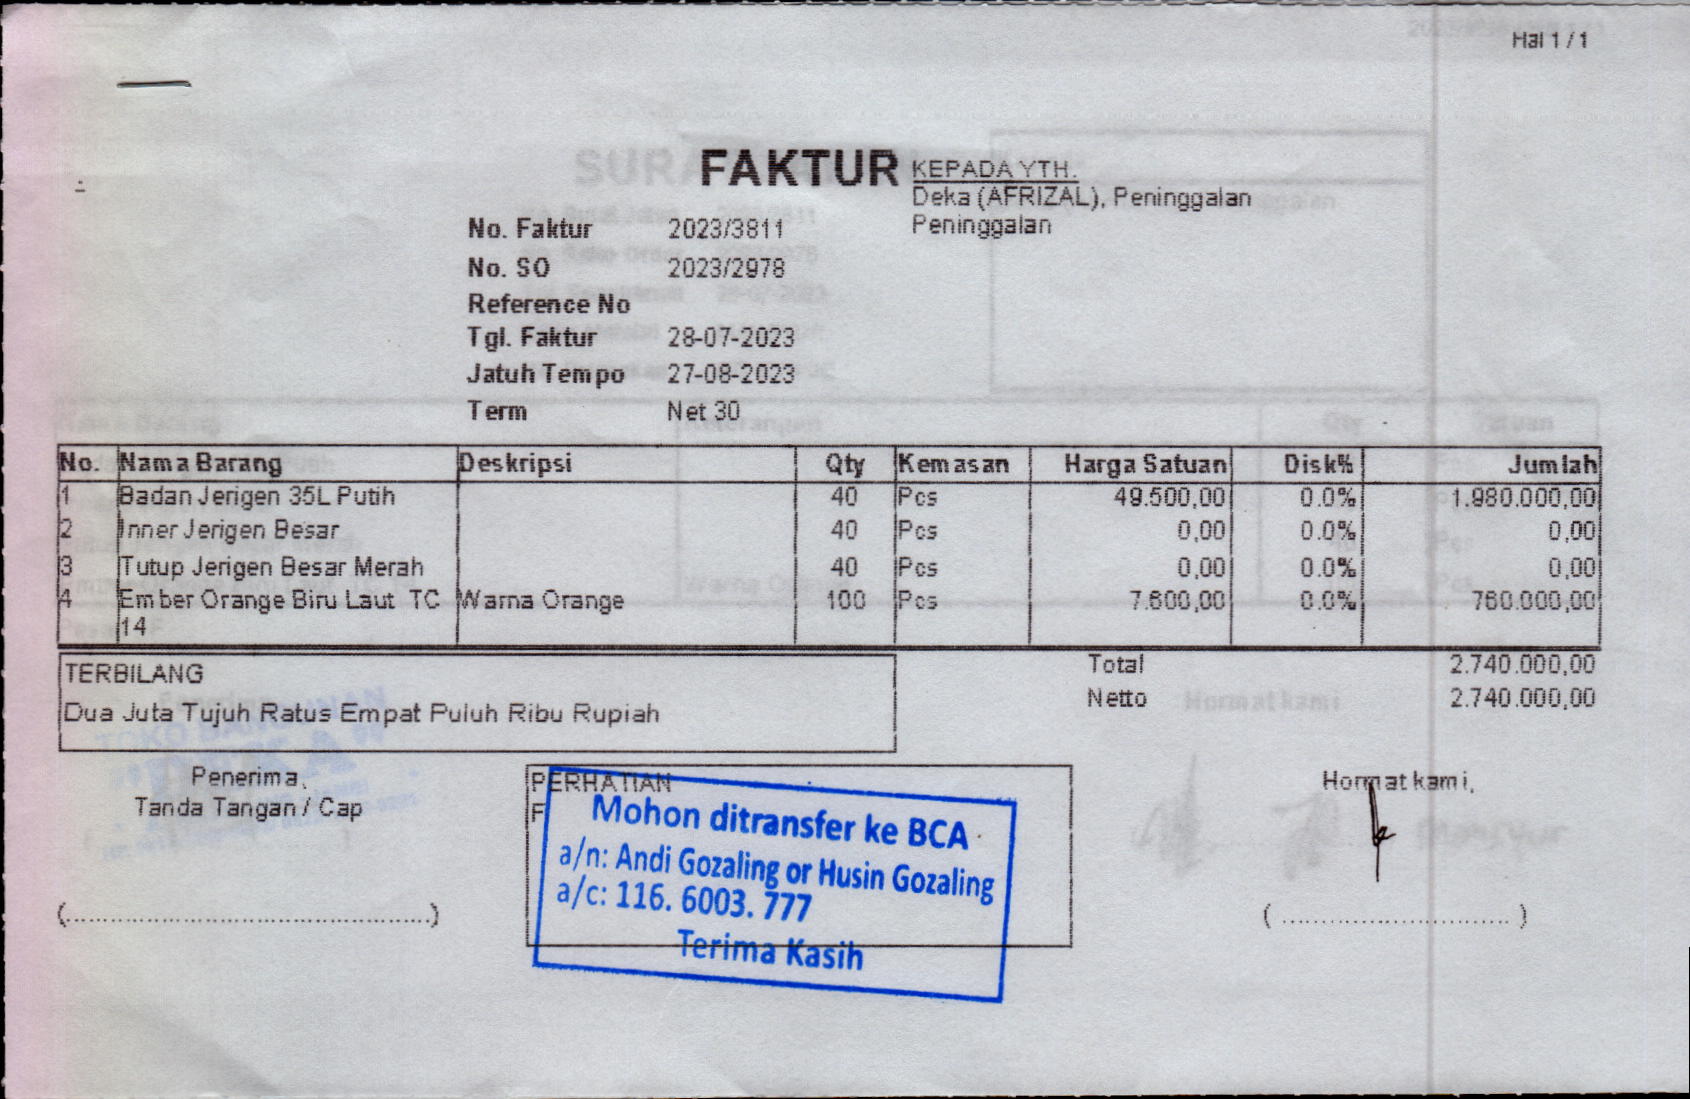 Hal 1 / 1
FAKTUR
KEPADA YTH.
Deka (AFRIZAL), Peninggalan
Peninggalan
No. Faktur 2023/3811
No. SO 2023/2978
Reference No
Tgl. Faktur 28-07-2023
Jatuh Tempo 27-08-2023
Term Net 30
No. Nama Barang Deskripsi Qty Kemasan Harga Satuan Disk% Jumlah
1 Badan Jerigen 35L Putih 40 Pcs 49.500,00 0.0% 1.980.000,00
2 Inner Jerigen Besar 40 Pcs 0,00 0.0% 0,00
3 Tutup Jerigen Besar Merah 40 Pcs 0,00 0.0% 0,00
4 Ember Orange Biru Laut TC Warna Orange 100 Pcs 7.600,00 0.0% 760.000,00
14
TERBILANG
Dua Juta Tujuh Ratus Empat Puluh Ribu Rupiah
Total 2.740.000,00
Netto 2.740.000,00
Penerima,
Tanda Tangan / Cap
(..........................................)
PERHATIAN
F
Mohon ditransfer ke BCA
a/n: Andi Gozaling or Husin Gozaling
a/c: 116. 6003. 777
Terima Kasih
Hormat kami,
( ............................... )